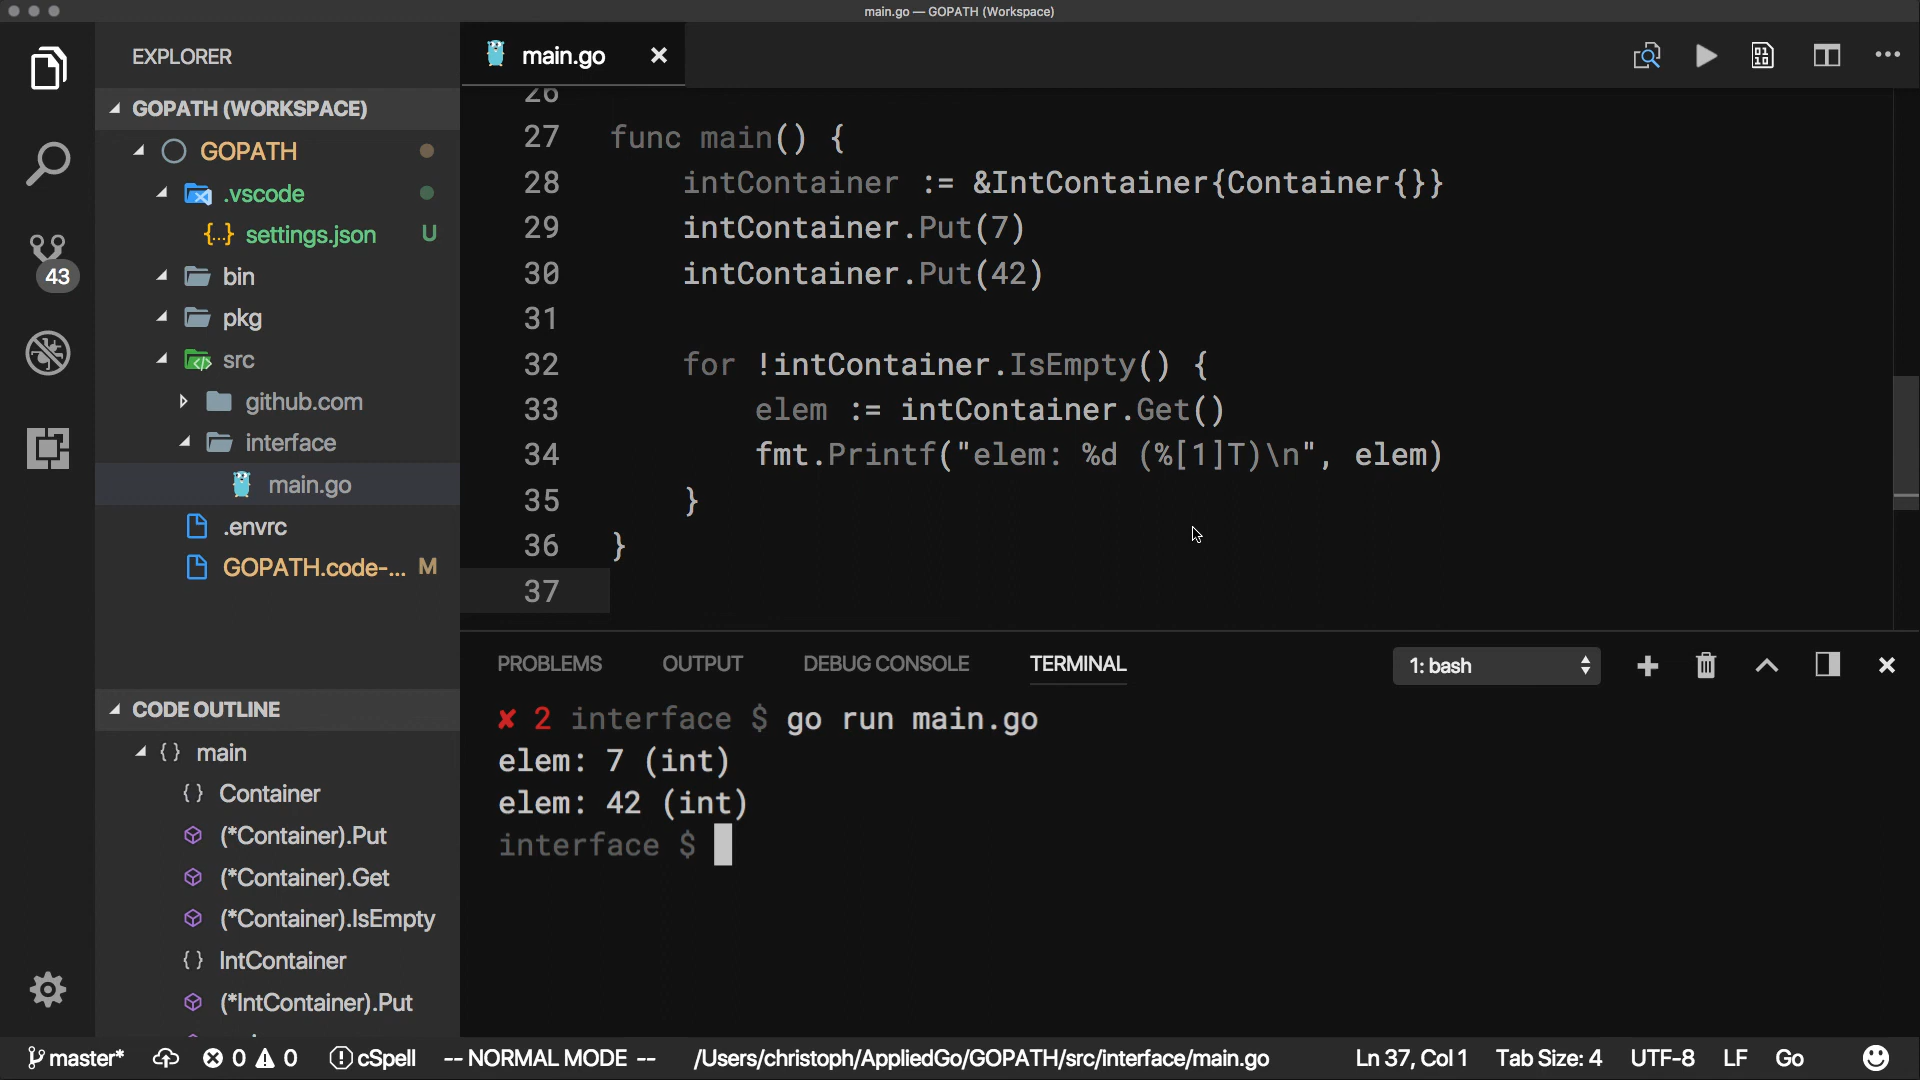 main.go — GOPATH (Workspace)
EXPLORER
GOPATH (WORKSPACE)
GOPATH
.vscode
{...} settings.json U
bin
pkg
src
github.com
interface
main.go
.envrc
GOPATH.code-... M
43
CODE OUTLINE
{} main
{} Container
(*Container).Put
(*Container).Get
(*Container).IsEmpty
{} IntContainer
(*IntContainer).Put
main.go ×
26
27 func main() {
28 intContainer := &IntContainer{Container{}}
29 intContainer.Put(7)
30 intContainer.Put(42)
31
32 for !intContainer.IsEmpty() {
33 elem := intContainer.Get()
34 fmt.Printf("elem: %d (%[1]T)\n", elem)
35 }
36 }
37
PROBLEMS OUTPUT DEBUG CONSOLE TERMINAL 1: bash
✘ 2 interface $ go run main.go
elem: 7 (int)
elem: 42 (int)
interface $
master* 0 0 cSpell -- NORMAL MODE -- /Users/christoph/AppliedGo/GOPATH/src/interface/main.go Ln 37, Col 1 Tab Size: 4 UTF-8 LF Go